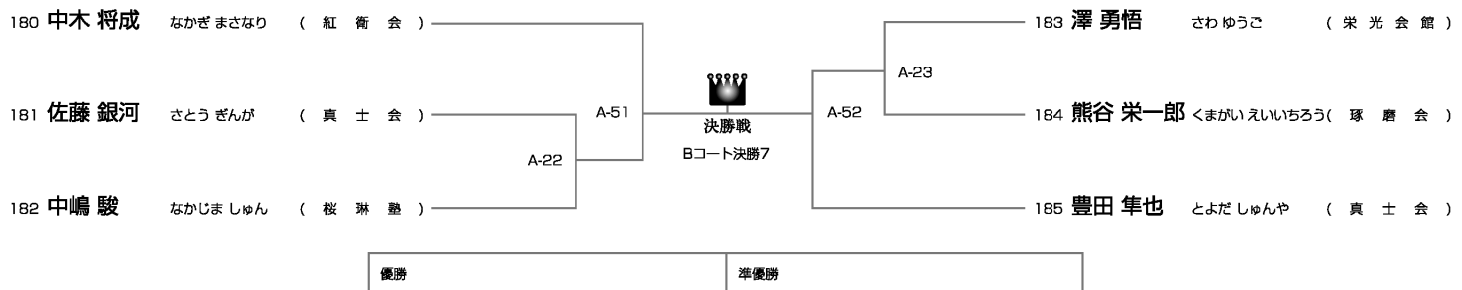 180 中木 将成 なかぎ まさなり ( 紅 衛 会 )
181 佐藤 銀河 さとう ぎんが ( 真 士 会 )
182 中嶋 駿 なかじま しゅん ( 桜 琳 塾 )
A-22
A-51
決勝戦
Bコート決勝7
A-52
A-23
183 澤 勇悟 さわ ゆうご ( 栄 光 会 館 )
184 熊谷 栄一郎 くまがい えいいちろう ( 琢 磨 会 )
185 豊田 隼也 とよだ しゅんや ( 真 士 会 )
優勝
準優勝